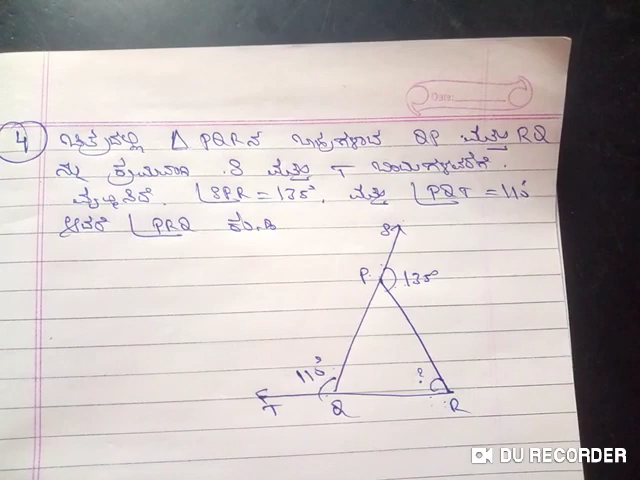 4 ಚಿತ್ರದಲ್ಲಿ Δ PQR ನ ಬಾಹುಗಳಾದ QP ಮತ್ತು RQ
ನ್ನು ಕ್ರಮವಾಗಿ S ಮತ್ತು T ಬಿಂದುಗಳವರೆಗೆ
ವೃದ್ಧಿಸಿದೆ. ∠SPR = 135° ಮತ್ತು ∠PQT = 110°
ಆದರೆ ∠PRQ ಕಂ.ಹಿ
S
P 135°
110° ?
T Q R
DU RECORDER